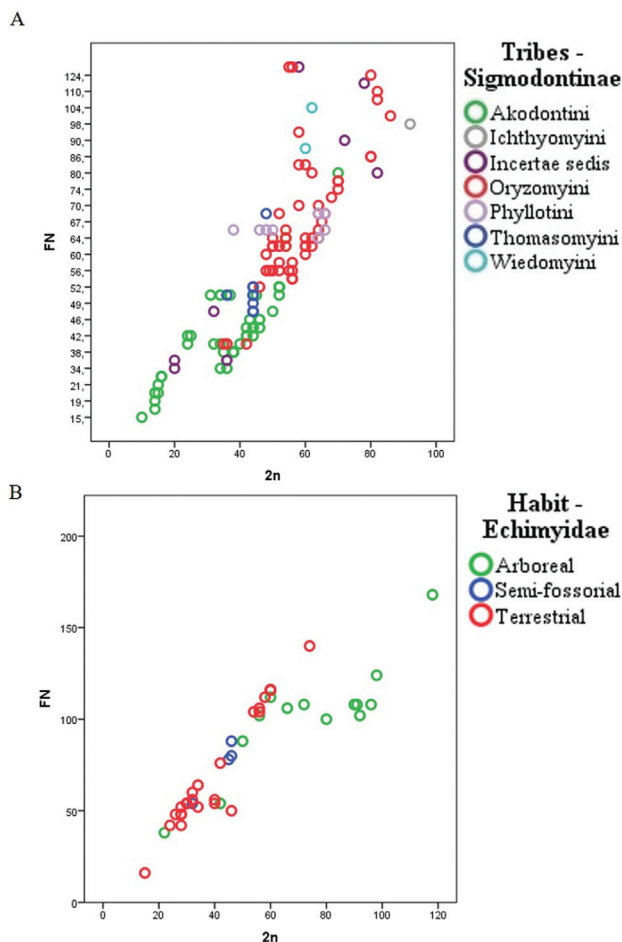 A
Tribes -
Sigmodontinae
Akodontini
Ichthyomyini
Incertae sedis
Oryzomyini
Phyllotini
Thomasomyini
Wiedomyini
FN
124,
110,
104,
98,
90,
86,
80,
74,
70,
67,
64,
60,
56,
52,
46,
42,
38,
34,
21,
19,
15,
0 20 40 60 80 100
2n
B
Habit -
Echimyidae
Arboreal
Semi-fossorial
Terrestrial
FN
200
150
100
50
0
0 20 40 60 80 100 120
2n